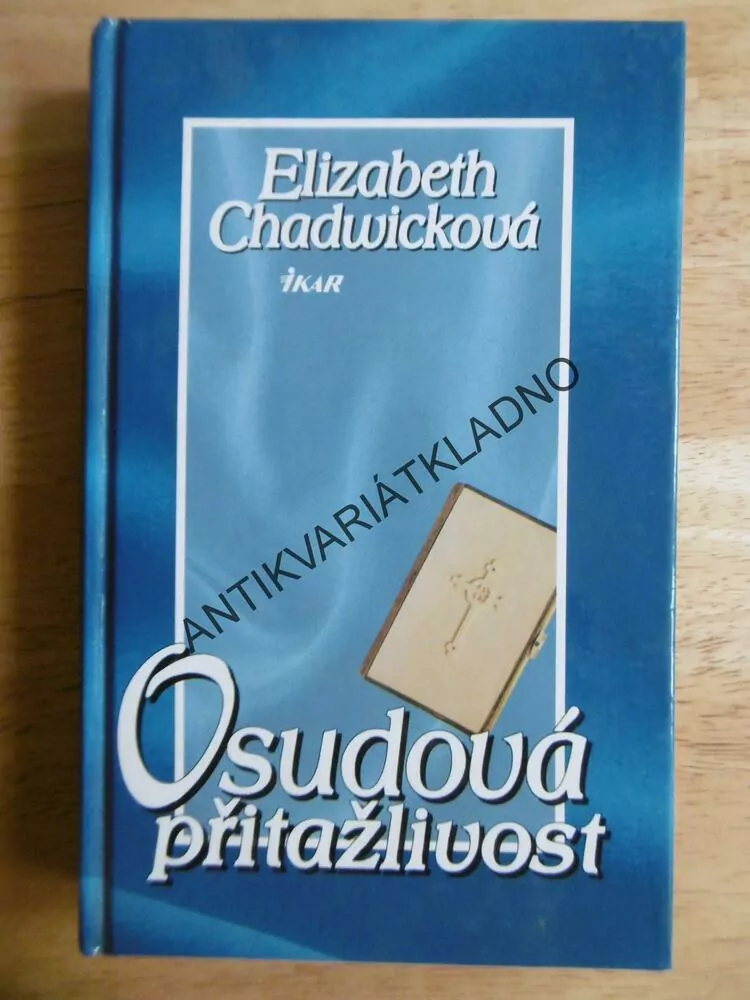 Elizabeth
Chadwicková
iKAR
ANTIKVARIÁTKLADNO
Osudová
přitažlivost